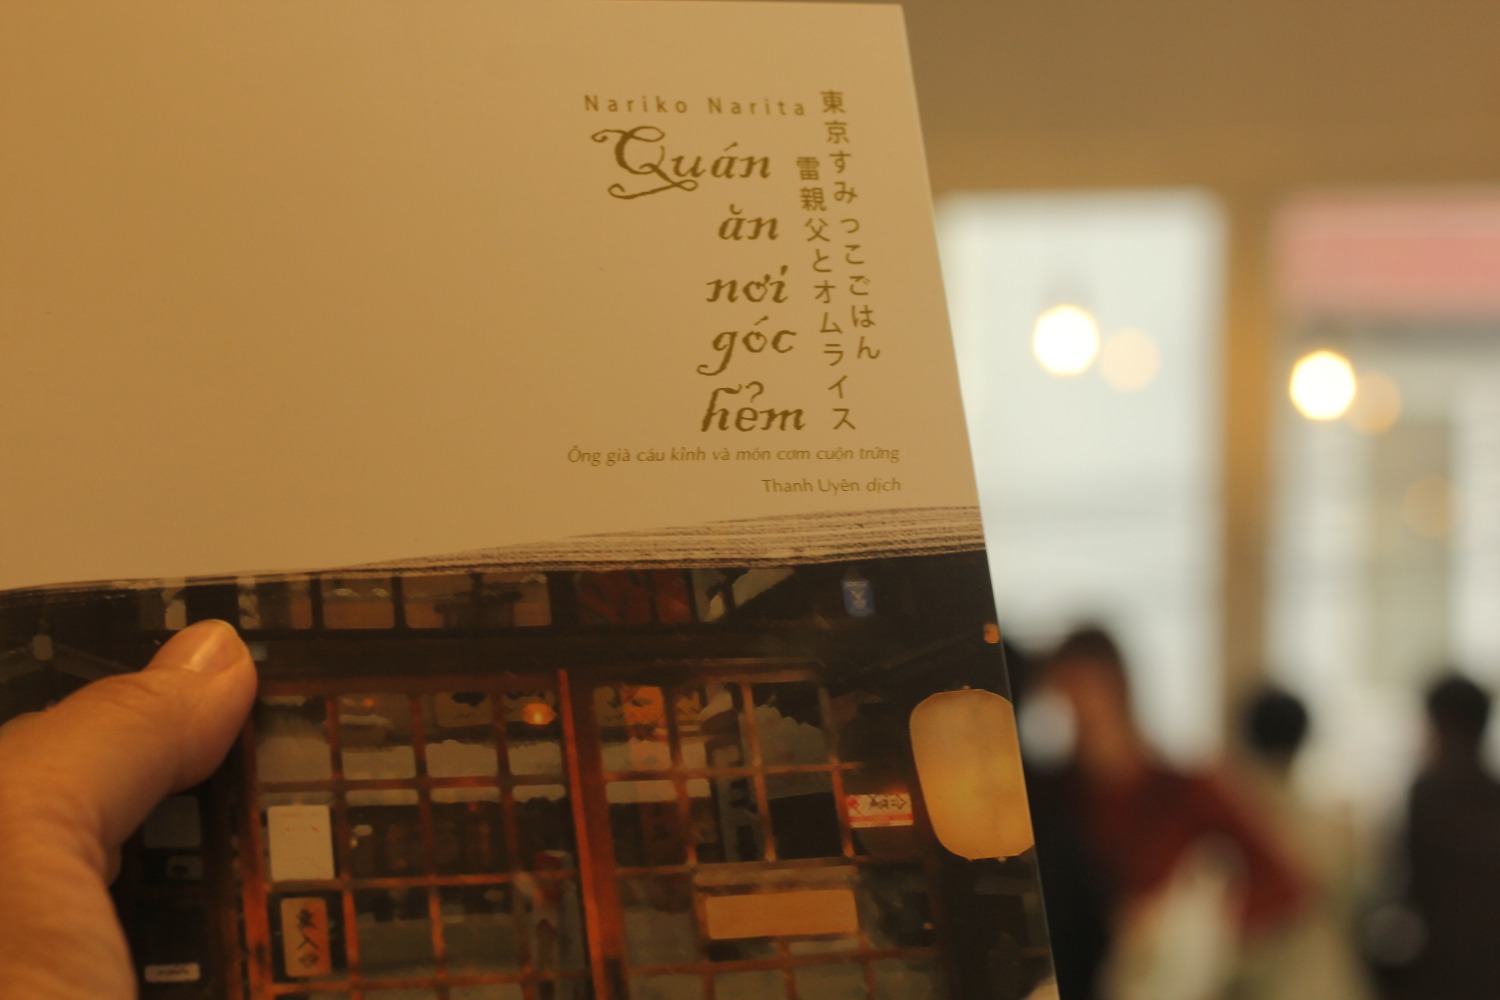 Nariko Narita
Quán
ăn
nơi
góc
hẻm
東京すみっこごはん
雷親父とオムライス
Ông già cáu kỉnh và món cơm cuộn trứng
Thanh Uyên dịch